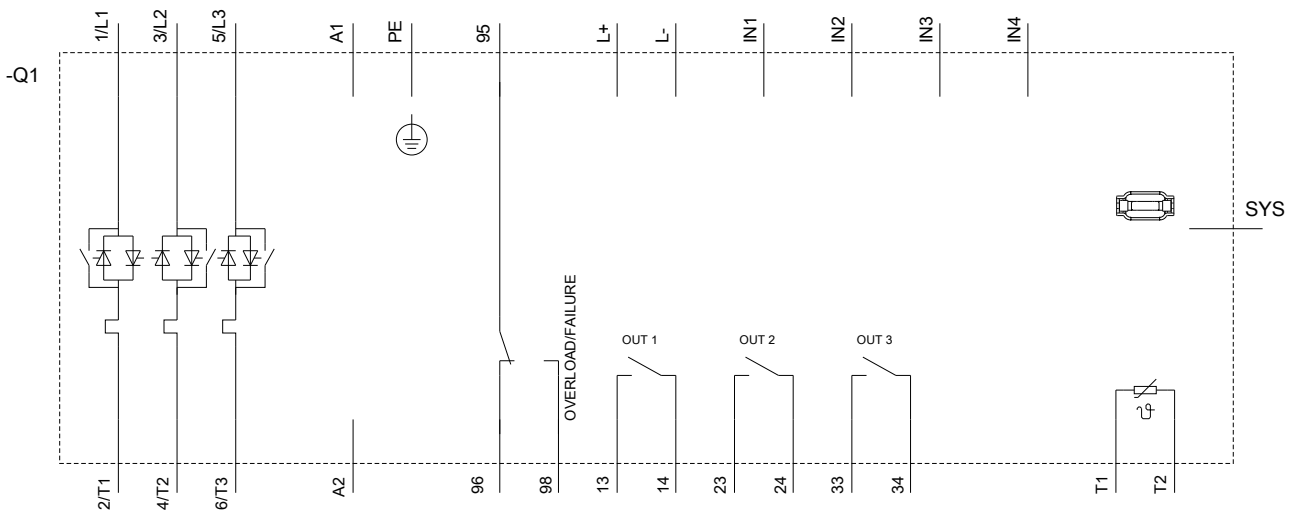 1/L1
3/L2
5/L3
A1
PE
95
L+
L-
IN1
IN2
IN3
IN4
-Q1
SYS
OVERLOAD/FAILURE
OUT 1
OUT 2
OUT 3
ϑ
2/T1
4/T2
6/T3
A2
96
98
13
14
23
24
33
34
T1
T2